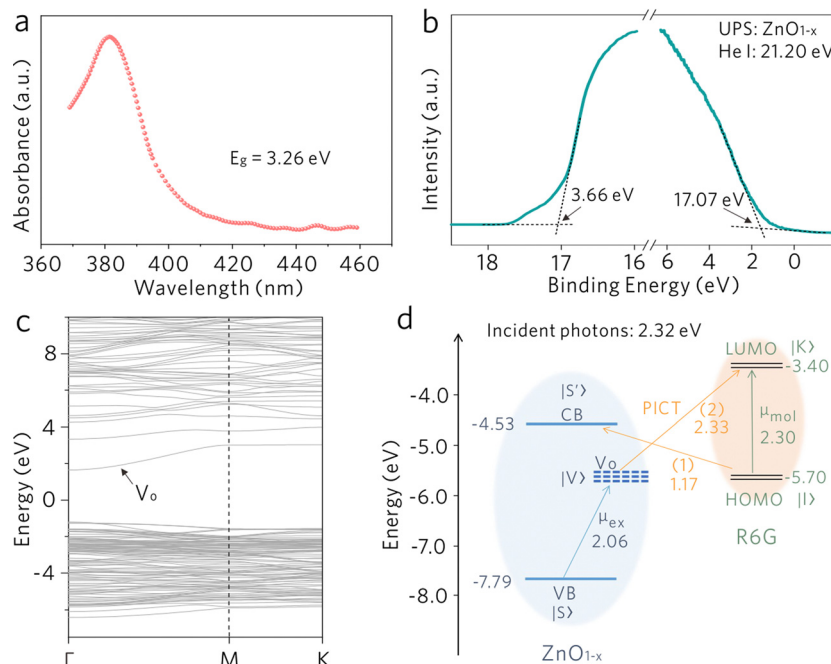 a
Absorbance (a.u.)
E_g = 3.26 eV
360 380 400 420 440 460
Wavelength (nm)
b
UPS: ZnO₁₋ₓ
He I: 21.20 eV
Intensity (a.u.)
3.66 eV
17.07 eV
18 17 16 6 4 2 0
Binding Energy (eV)
c
8
4
0
-4
Energy (eV)
Vₒ
Γ M K
d
Incident photons: 2.32 eV
-4.0
-5.0
-6.0
-7.0
-8.0
Energy (eV)
|S'⟩
CB
-4.53
Vₒ
|V⟩
μ_ex
2.06
-7.79
VB
|S⟩
ZnO₁₋ₓ
PICT
(2)
2.33
(1)
1.17
LUMO |K⟩
-3.40
μ_mol
2.30
-5.70
HOMO |I⟩
R6G